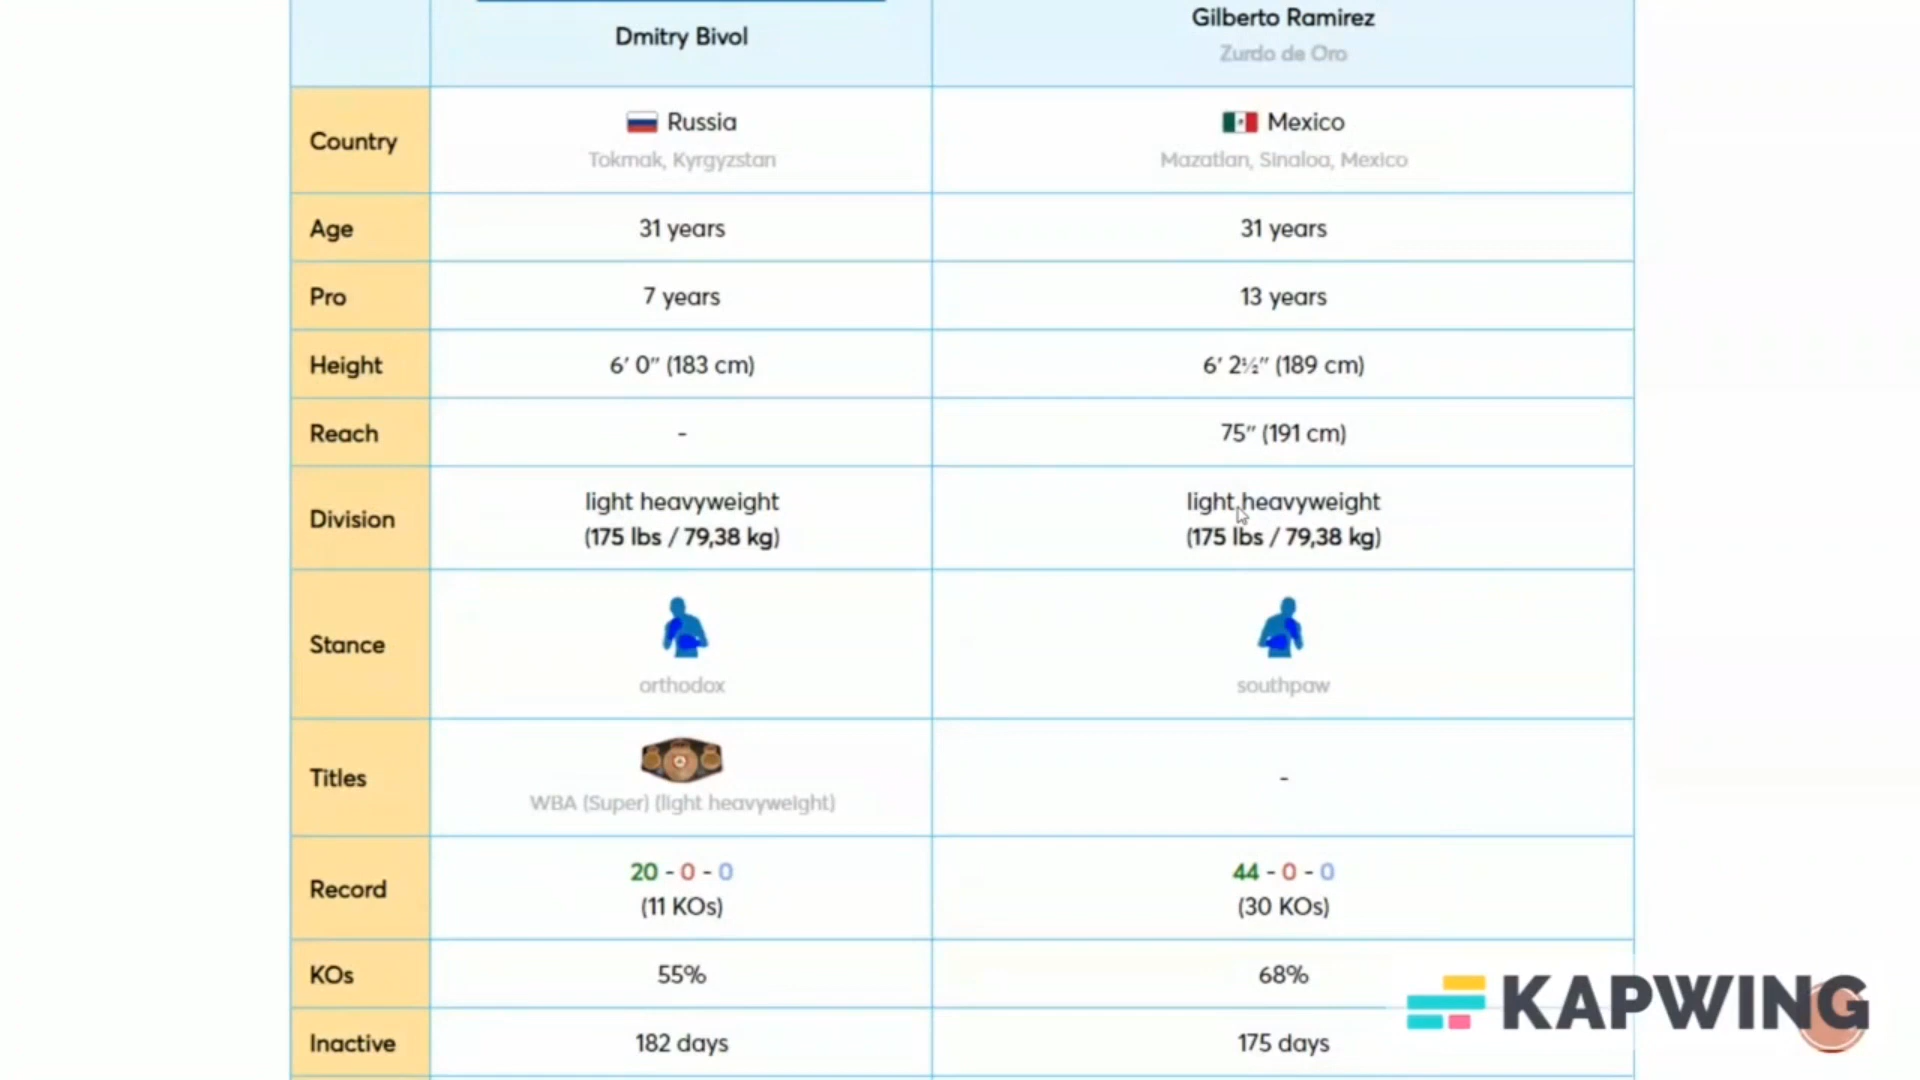 Dmitry Bivol
Gilberto Ramirez
Zurdo de Oro
Country
Russia
Tokmak, Kyrgyzstan
Mexico
Mazatlan, Sinaloa, Mexico
Age
31 years
31 years
Pro
7 years
13 years
Height
6′ 0″ (183 cm)
6′ 2½″ (189 cm)
Reach
-
75″ (191 cm)
Division
light heavyweight
(175 lbs / 79,38 kg)
light heavyweight
(175 lbs / 79,38 kg)
Stance
orthodox
southpaw
Titles
WBA (Super) (light heavyweight)
-
Record
20 - 0 - 0
(11 KOs)
44 - 0 - 0
(30 KOs)
KOs
55%
68%
Inactive
182 days
175 days
KAPWING